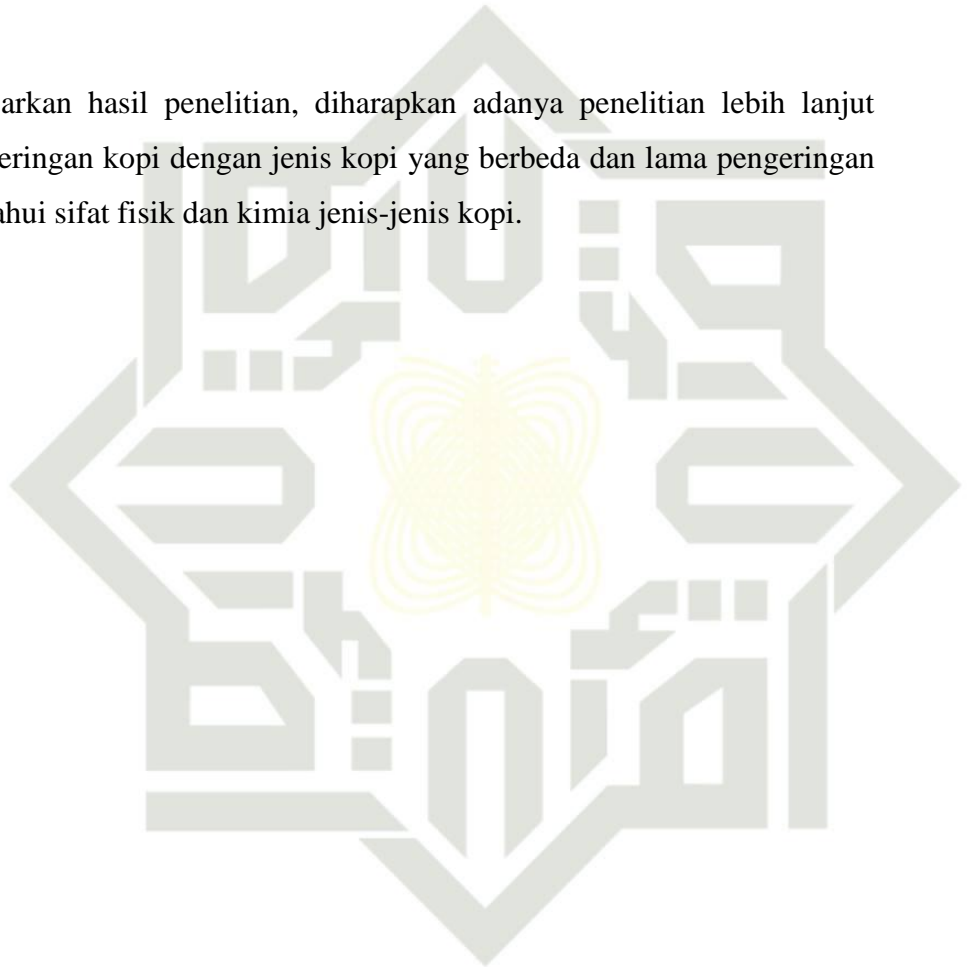 arkan hasil penelitian, diharapkan adanya penelitian lebih lanjut
eringan kopi dengan jenis kopi yang berbeda dan lama pengeringan
ahui sifat fisik dan kimia jenis-jenis kopi.